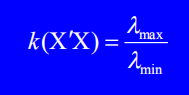 k(X′X) = λmax / λmin